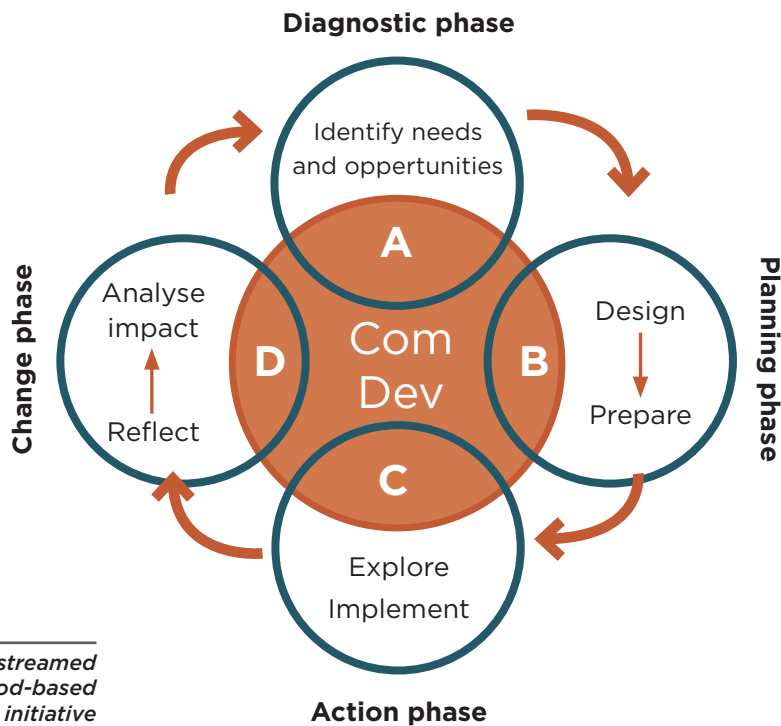 Diagnostic phase
Identify needs
and oppertunities
A
Planning phase
Design
Prepare
B
Com
Dev
C
Explore
Implement
Action phase
Change phase
Analyse
impact
Reflect
D
streamed
od-based
initiative